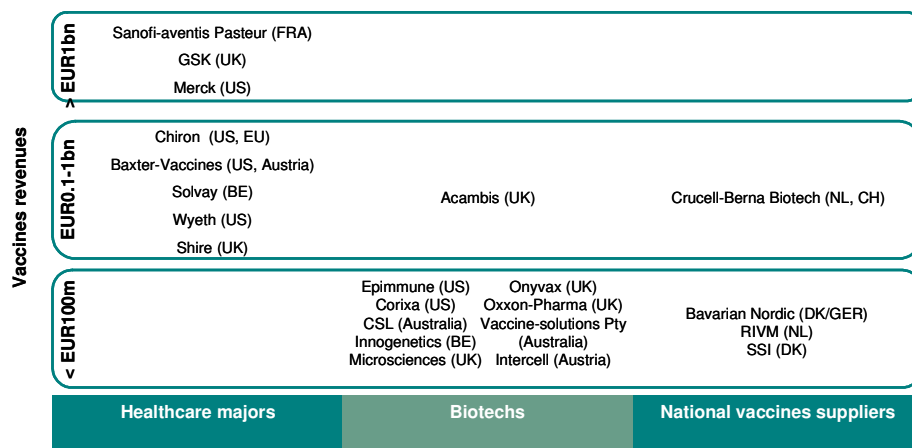 Vaccines revenues
> EUR1bn
Sanofi-aventis Pasteur (FRA)
GSK (UK)
Merck (US)
EUR0.1-1bn
Chiron (US, EU)
Baxter-Vaccines (US, Austria)
Solvay (BE)
Wyeth (US)
Shire (UK)
Acambis (UK)
Crucell-Berna Biotech (NL, CH)
< EUR100m
Epimmune (US)
Corixa (US)
CSL (Australia)
Innogenetics (BE)
Microsciences (UK)
Onyvax (UK)
Oxxon-Pharma (UK)
Vaccine-solutions Pty
(Australia)
Intercell (Austria)
Bavarian Nordic (DK/GER)
RIVM (NL)
SSI (DK)
Healthcare majors
Biotechs
National vaccines suppliers